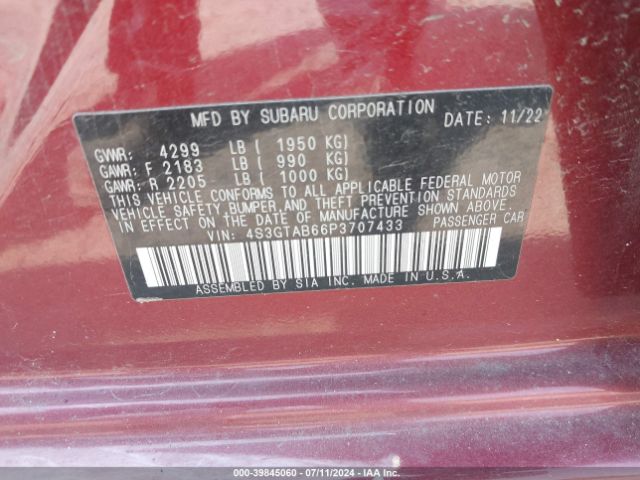 MFD BY SUBARU CORPORATION DATE: 11/22
GVWR: 4299 LB ( 1950 KG)
GAWR: F 2183 LB ( 990 KG)
GAWR: R 2205 LB ( 1000 KG)
THIS VEHICLE CONFORMS TO ALL APPLICABLE FEDERAL MOTOR
VEHICLE SAFETY, BUMPER, AND THEFT PREVENTION STANDARDS
IN EFFECT ON THE DATE OF MANUFACTURE SHOWN ABOVE.
VIN: 4S3GTAB66P3707433 PASSENGER CAR
ASSEMBLED BY SIA INC. MADE IN U.S.A.
000-39845060 | 07/11/2024 | IAA Inc.